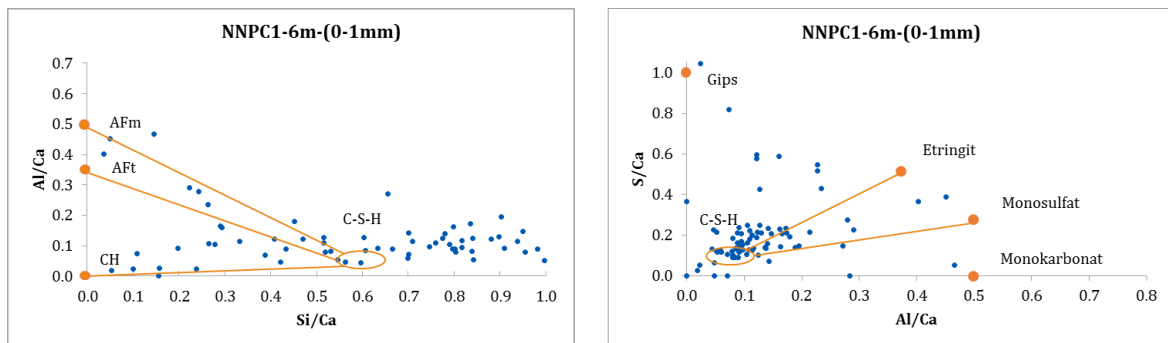 NNPC1-6m-(0-1mm)
Al/Ca
0.7
0.6
0.5
0.4
0.3
0.2
0.1
0.0
AFm
AFt
CH
C-S-H
0.0 0.1 0.2 0.3 0.4 0.5 0.6 0.7 0.8 0.9 1.0
Si/Ca
NNPC1-6m-(0-1mm)
S/Ca
1.0
0.8
0.6
0.4
0.2
0.0
Gips
Etringit
C-S-H
Monosulfat
Monokarbonat
0.0 0.1 0.2 0.3 0.4 0.5 0.6 0.7 0.8
Al/Ca